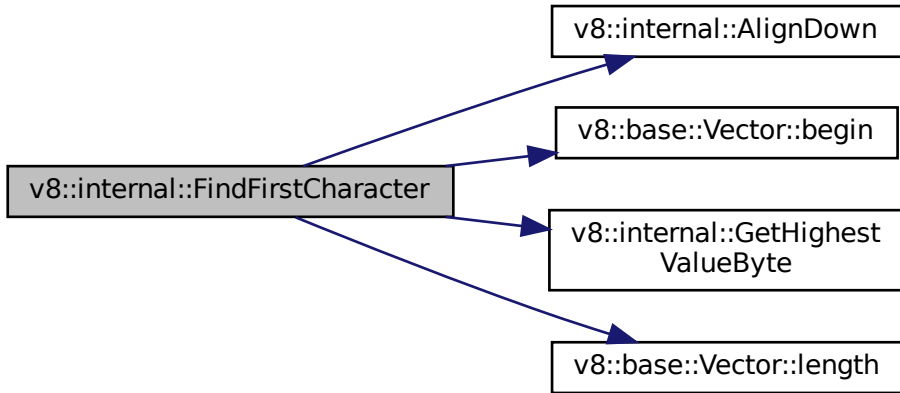 v8::internal::AlignDown
v8::base::Vector::begin
v8::internal::FindFirstCharacter
v8::internal::GetHighest
ValueByte
v8::base::Vector::length